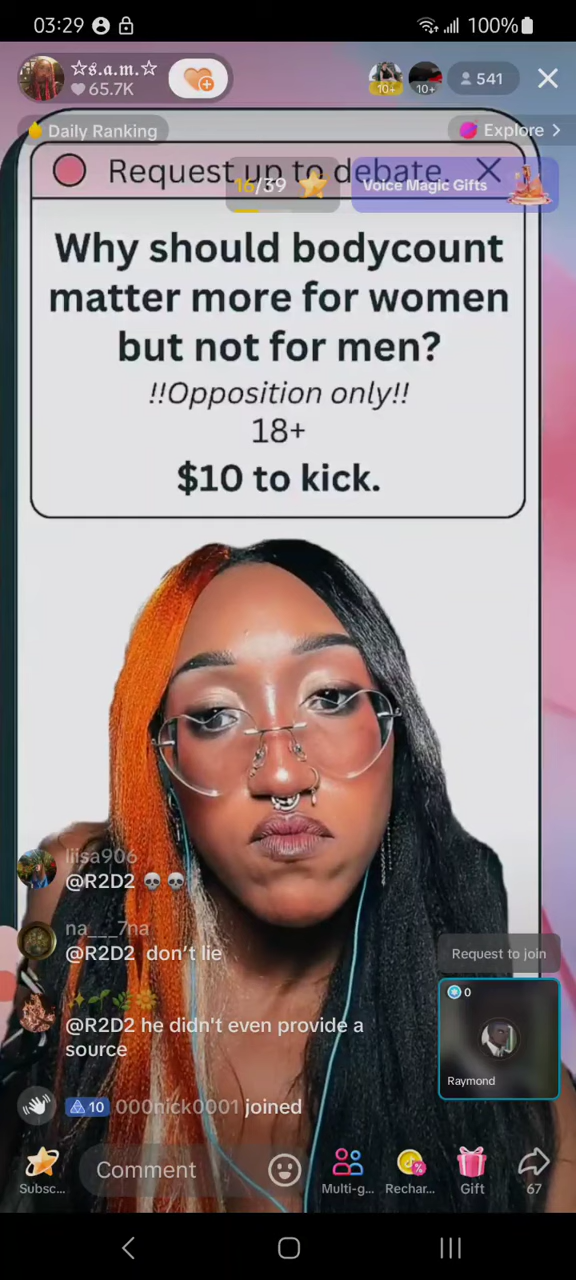 03:29
100%
☆𝖘.𝖆.𝖒.☆
65.7K
10+
10+
541
Daily Ranking
Explore >
Request up to debate.
16/39
Voice Magic Gifts
Why should bodycount
matter more for women
but not for men?
!!Opposition only!!
18+
$10 to kick.
liisa906
@R2D2 💀💀
na___7na
@R2D2 don't lie
@R2D2 he didn't even provide a
source
10 000nick0001 joined
Request to join
0
Raymond
Comment
Subsc...
Multi-g...
Rechar...
Gift
67